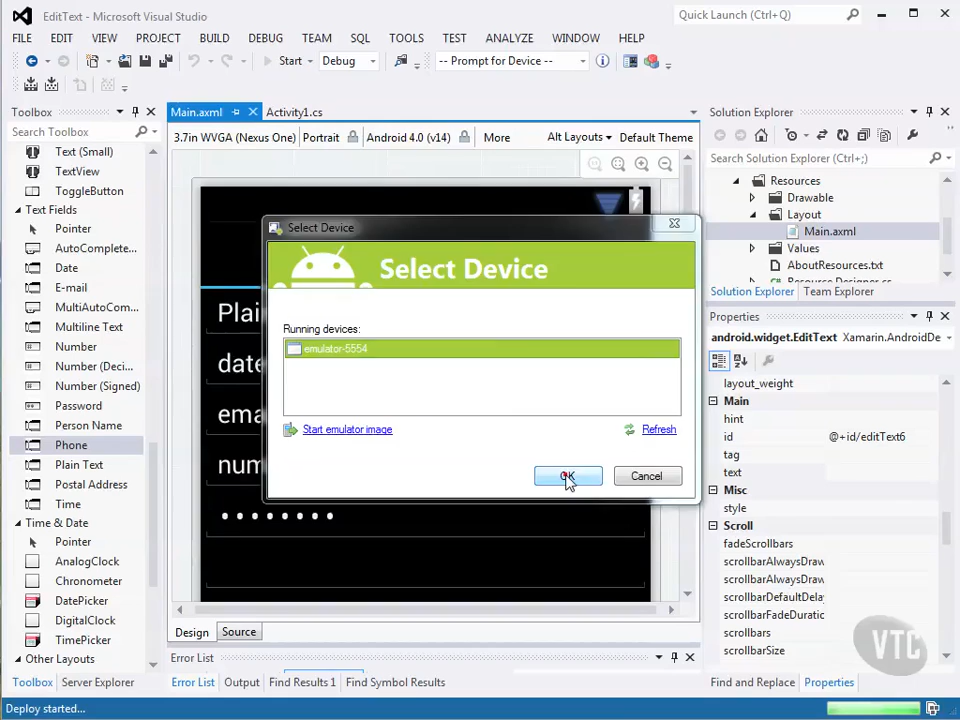 EditText - Microsoft Visual Studio
Quick Launch (Ctrl+Q)
FILE EDIT VIEW PROJECT BUILD DEBUG TEAM SQL TOOLS TEST ANALYZE WINDOW HELP
Start Debug -- Prompt for Device --
Toolbox
Search Toolbox
Text (Small)
TextView
ToggleButton
Text Fields
Pointer
AutoComplete...
Date
E-mail
MultiAutoCom...
Multiline Text
Number
Number (Deci...
Number (Signed)
Password
Person Name
Phone
Plain Text
Postal Address
Time
Time & Date
Pointer
AnalogClock
Chronometer
DatePicker
DigitalClock
TimePicker
Other Layouts
Toolbox Server Explorer
Main.axml Activity1.cs
3.7in WVGA (Nexus One) Portrait Android 4.0 (v14) More Alt Layouts Default Theme
Plai
date
ema
num
Select Device
Select Device
Running devices:
emulator-5554
Start emulator image Refresh
OK Cancel
Design Source
Error List
Error List Output Find Results 1 Find Symbol Results
Solution Explorer
Search Solution Explorer (Ctrl+;)
Resources
Drawable
Layout
Main.axml
Values
AboutResources.txt
Resource.Designer.cs
Solution Explorer Team Explorer
Properties
android.widget.EditText Xamarin.AndroidDe
layout_weight
Main
hint
id @+id/editText6
tag
text
Misc
style
Scroll
fadeScrollbars
scrollbarAlwaysDraw
scrollbarAlwaysDraw
scrollbarDefaultDela
scrollbarFadeDuratio
scrollbars
scrollbarSize
Find and Replace Properties
VTC
Deploy started...